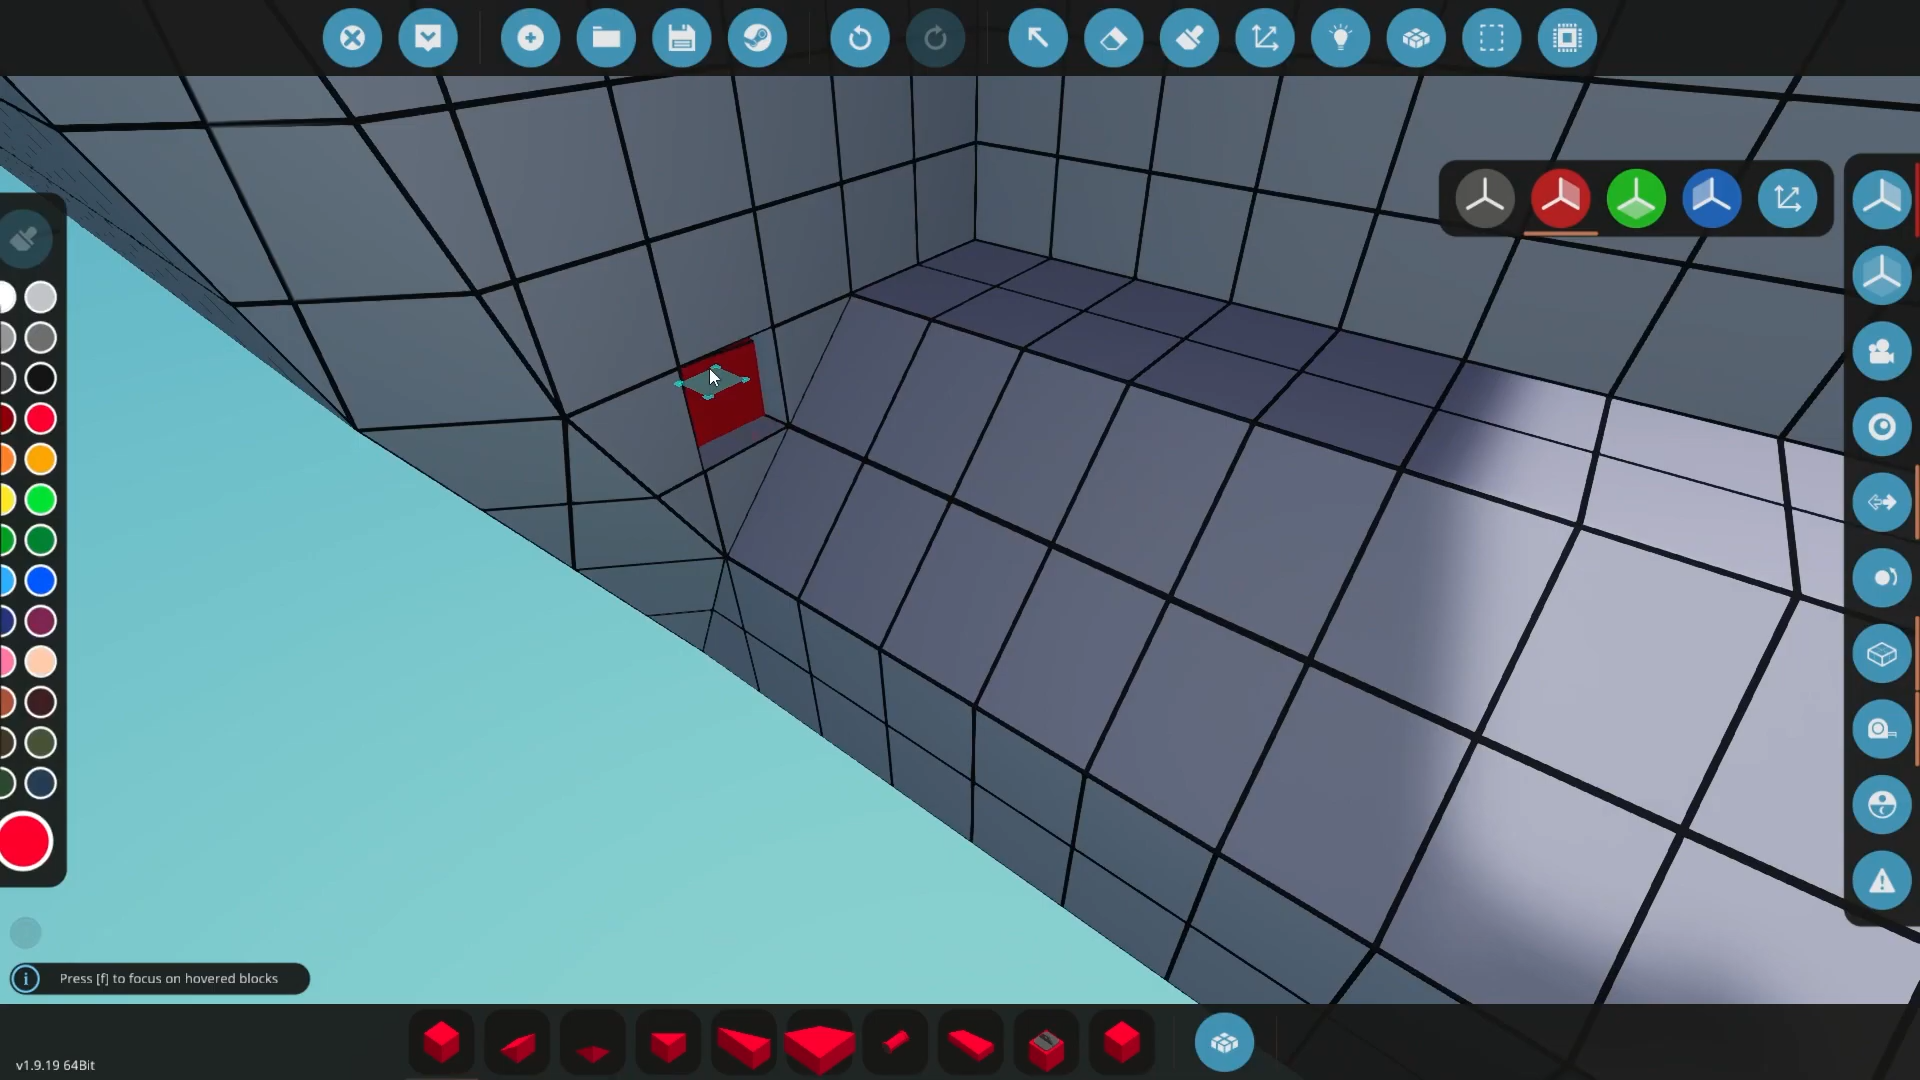 Press [f] to focus on hovered blocks
v1.9.19 64Bit